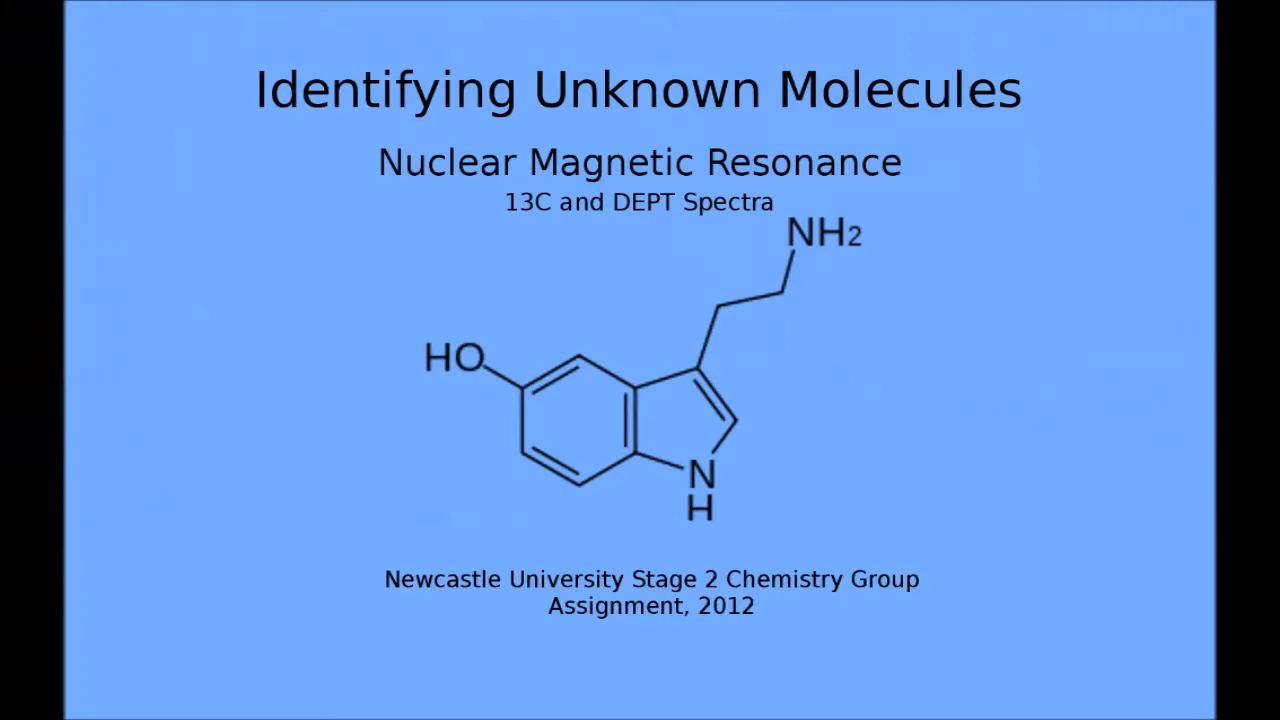 Identifying Unknown Molecules
Nuclear Magnetic Resonance
13C and DEPT Spectra
NH2
HO
N
H
Newcastle University Stage 2 Chemistry Group
Assignment, 2012